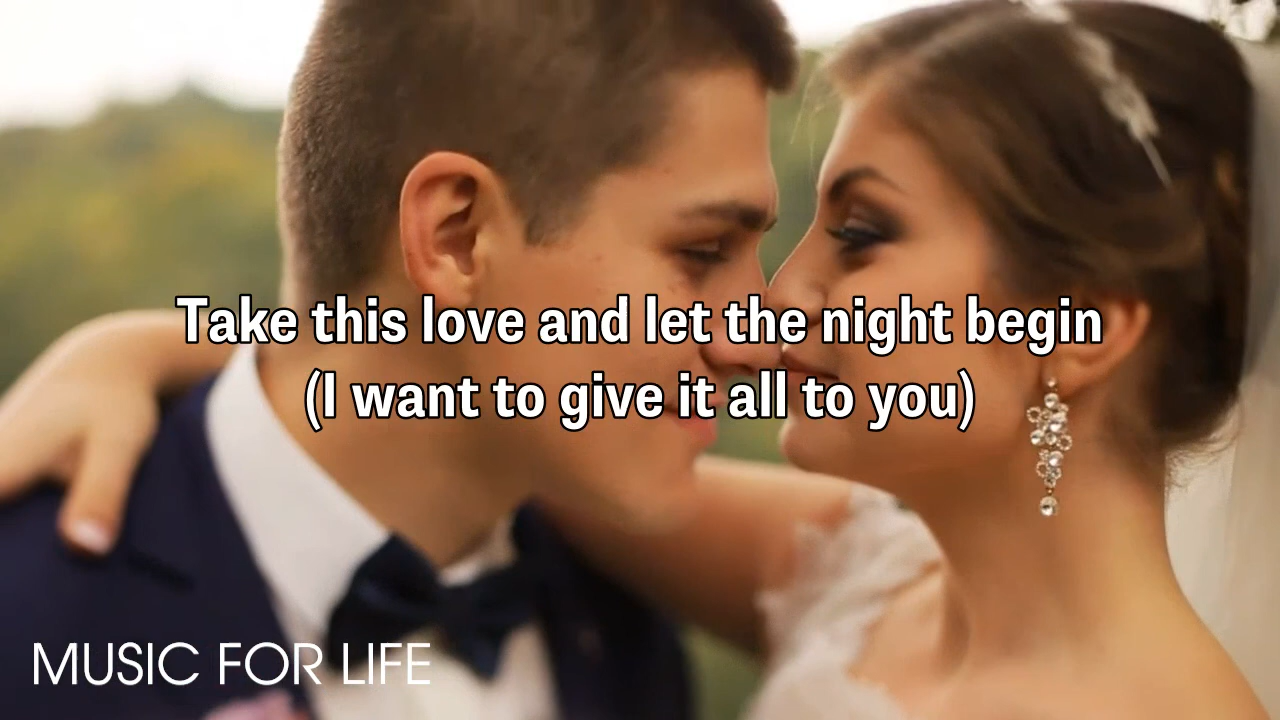 Take this love and let the night begin
(I want to give it all to you)
MUSIC FOR LIFE